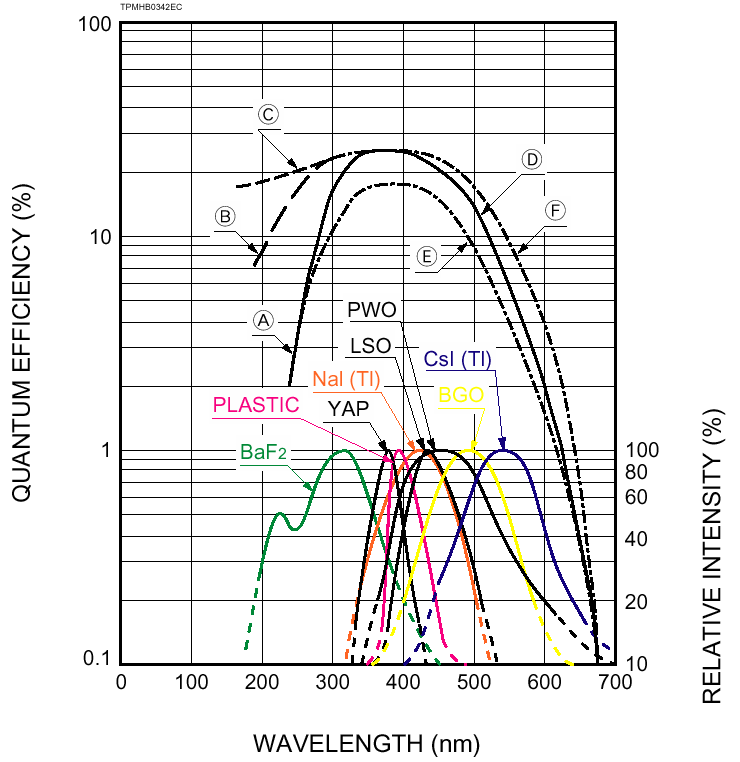 TPMHB0342EC
100
Ⓒ
Ⓓ
Ⓑ
Ⓕ
10
Ⓔ
PWO
Ⓐ
LSO
CsI (Tl)
NaI (Tl)
BGO
PLASTIC
YAP
BaF2
1
100
80
60
40
20
0.1
10
0 100 200 300 400 500 600 700
WAVELENGTH (nm)
QUANTUM EFFICIENCY (%)
RELATIVE INTENSITY (%)